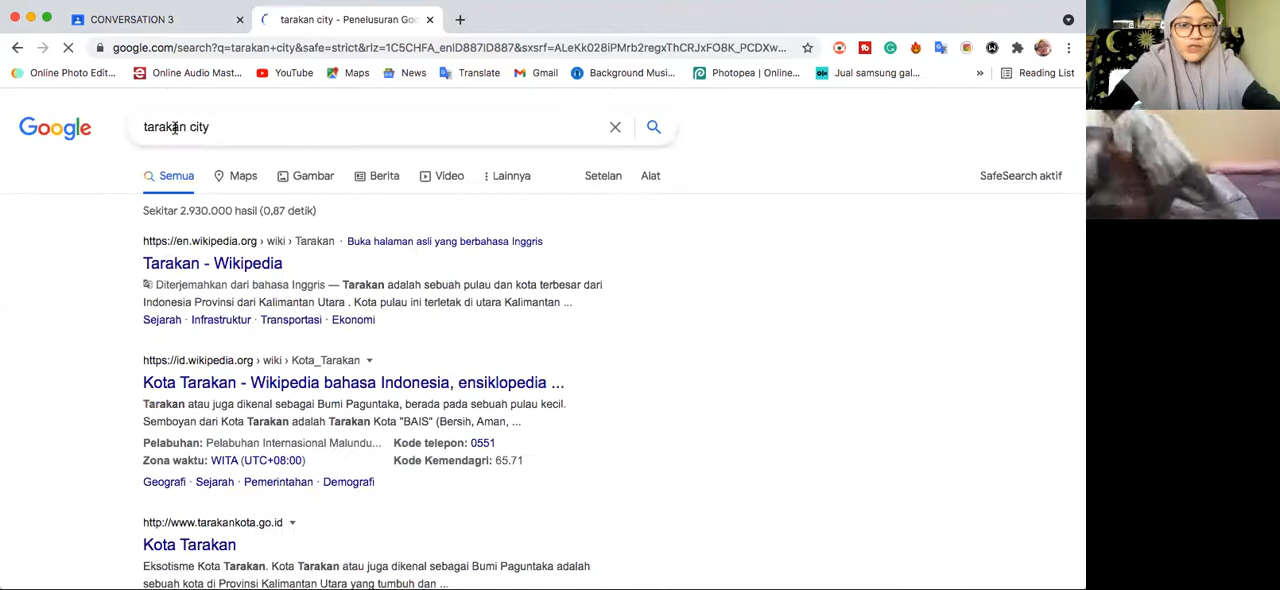 CONVERSATION 3
tarakan city - Penelusuran Goo
google.com/search?q=tarakan+city&safe=strict&rlz=1C5CHFA_enID887ID887&sxsrf=ALeKk028iPMrb2regxThCRJxFO8K_PCDXw...
Online Photo Edit... Online Audio Mast... YouTube Maps News Translate Gmail Background Musi... Photopea | Online... Jual samsung gal... » Reading List
Google tarakan city
Semua Maps Gambar Berita Video Lainnya Setelan Alat SafeSearch aktif
Sekitar 2.930.000 hasil (0,87 detik)
https://en.wikipedia.org › wiki › Tarakan · Buka halaman asli yang berbahasa Inggris
Tarakan - Wikipedia
Diterjemahkan dari bahasa Inggris — Tarakan adalah sebuah pulau dan kota terbesar dari
Indonesia Provinsi dari Kalimantan Utara . Kota pulau ini terletak di utara Kalimantan ...
Sejarah · Infrastruktur · Transportasi · Ekonomi
https://id.wikipedia.org › wiki › Kota_Tarakan
Kota Tarakan - Wikipedia bahasa Indonesia, ensiklopedia ...
Tarakan atau juga dikenal sebagai Bumi Paguntaka, berada pada sebuah pulau kecil.
Semboyan dari Kota Tarakan adalah Tarakan Kota "BAIS" (Bersih, Aman, ...
Pelabuhan: Pelabuhan Internasional Malundu... Kode telepon: 0551
Zona waktu: WITA (UTC+08:00) Kode Kemendagri: 65.71
Geografi · Sejarah · Pemerintahan · Demografi
http://www.tarakankota.go.id
Kota Tarakan
Eksotisme Kota Tarakan. Kota Tarakan atau juga dikenal sebagai Bumi Paguntaka adalah
sebuah kota di Provinsi Kalimantan Utara yang tumbuh dan ...